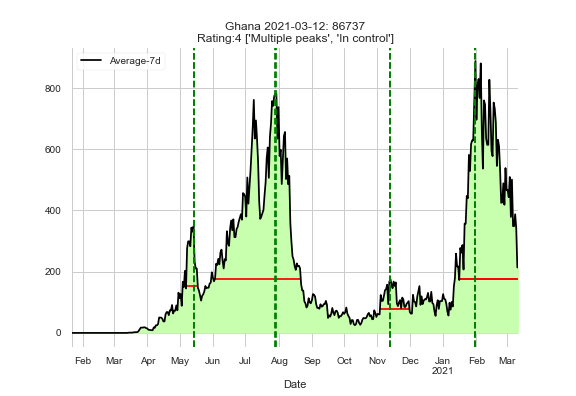 Ghana 2021-03-12: 86737
Rating:4 ['Multiple peaks', 'In control']
Average-7d
800
600
400
200
0
Feb Mar Apr May Jun Jul Aug Sep Oct Nov Dec Jan Feb Mar
2021
Date